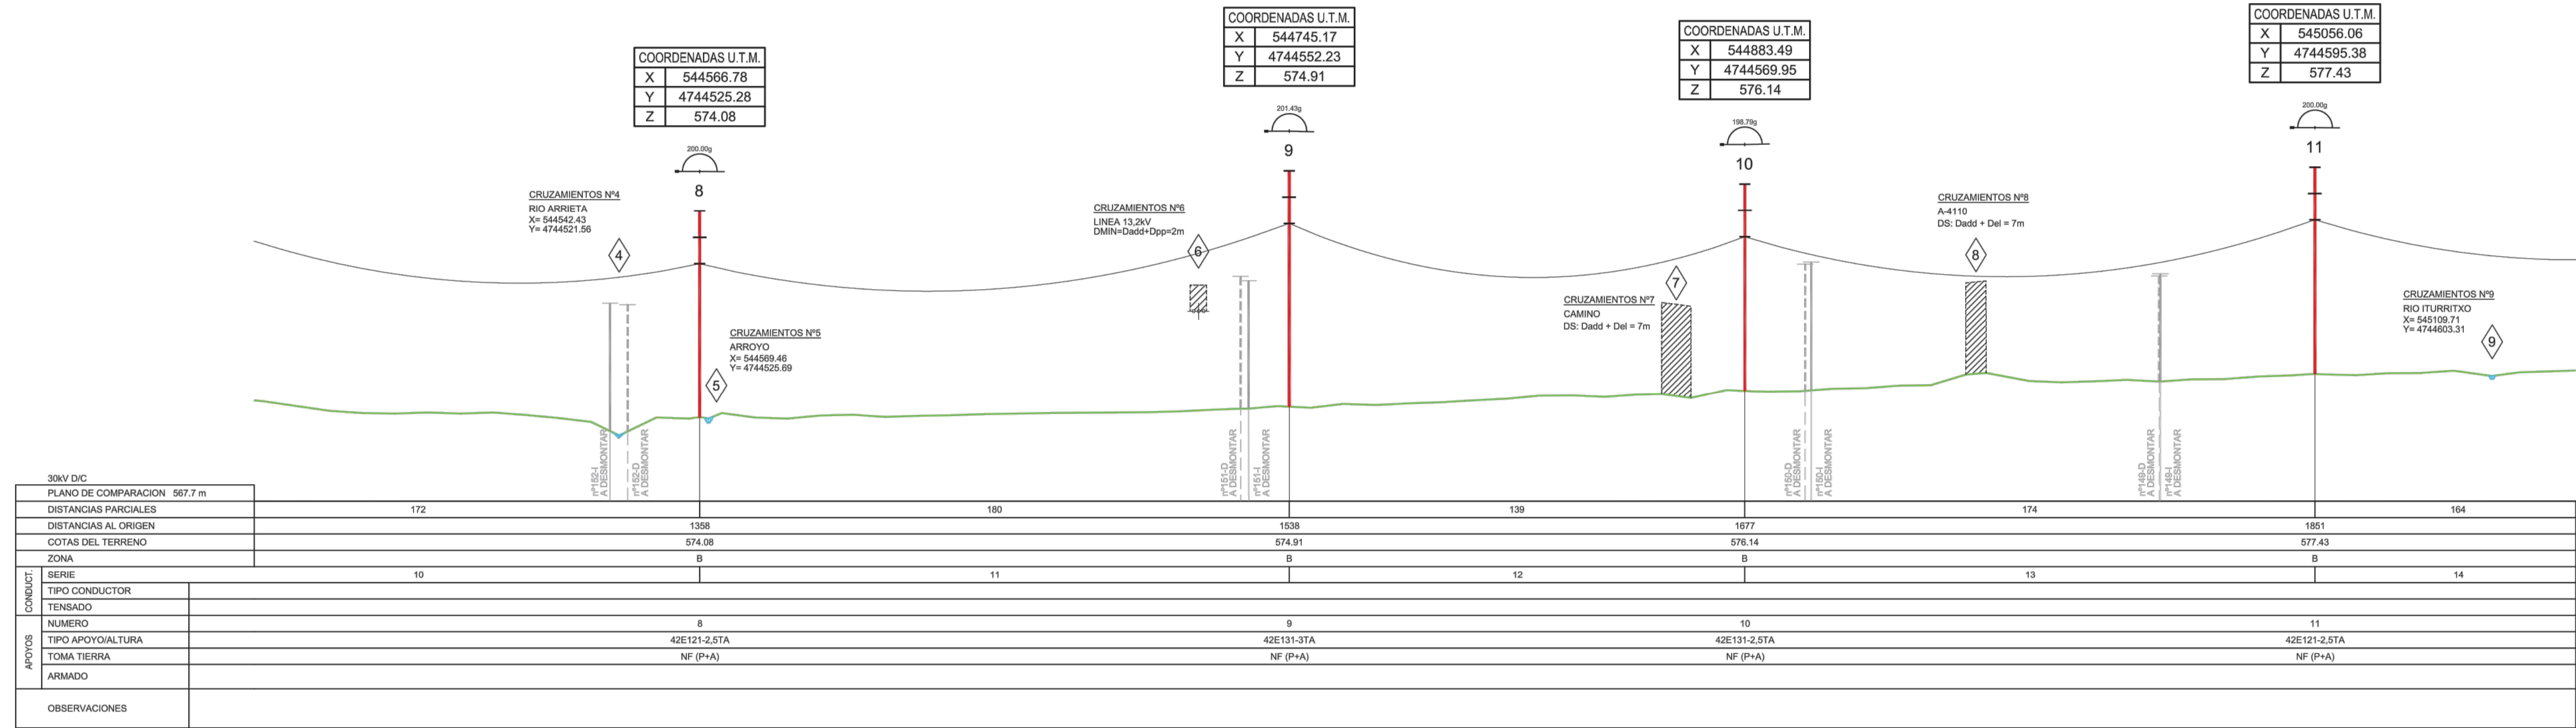 COORDENADAS U.T.M.
X 544566.78
Y 4744525.28
Z 574.08
200.00g
8
COORDENADAS U.T.M.
X 544745.17
Y 4744552.23
Z 574.91
201.43g
9
COORDENADAS U.T.M.
X 544883.49
Y 4744569.95
Z 576.14
198.79g
10
COORDENADAS U.T.M.
X 545056.06
Y 4744595.38
Z 577.43
200.00g
11
CRUZAMIENTOS Nº4
RIO ARRIETA
X= 544542.43
Y= 4744521.56
4
CRUZAMIENTOS Nº5
ARROYO
X= 544569.46
Y= 4744525.69
5
CRUZAMIENTOS Nº6
LINEA 13,2kV
DMIN=Dadd+Dpp=2m
6
CRUZAMIENTOS Nº7
CAMINO
DS: Dadd + Del = 7m
7
CRUZAMIENTOS Nº8
A-4110
DS: Dadd + Del = 7m
8
CRUZAMIENTOS Nº9
RIO ITURRITXO
X= 545109.71
Y= 4744603.31
9
nº152-I
A DESMONTAR
nº152-D
A DESMONTAR
nº151-D
A DESMONTAR
nº151-I
A DESMONTAR
nº150-D
A DESMONTAR
nº150-I
A DESMONTAR
nº149-D
A DESMONTAR
nº149-I
A DESMONTAR
30kV D/C
PLANO DE COMPARACION 567.7 m
DISTANCIAS PARCIALES 172 180 139 174 164
DISTANCIAS AL ORIGEN 1358 1538 1677 1851
COTAS DEL TERRENO 574.08 574.91 576.14 577.43
ZONA B B B B
CONDUCT.
SERIE 10 11 12 13 14
TIPO CONDUCTOR
TENSADO
APOYOS
NUMERO 8 9 10 11
TIPO APOYO/ALTURA 42E121-2,5TA 42E131-3TA 42E131-2,5TA 42E121-2,5TA
TOMA TIERRA NF (P+A) NF (P+A) NF (P+A) NF (P+A)
ARMADO
OBSERVACIONES